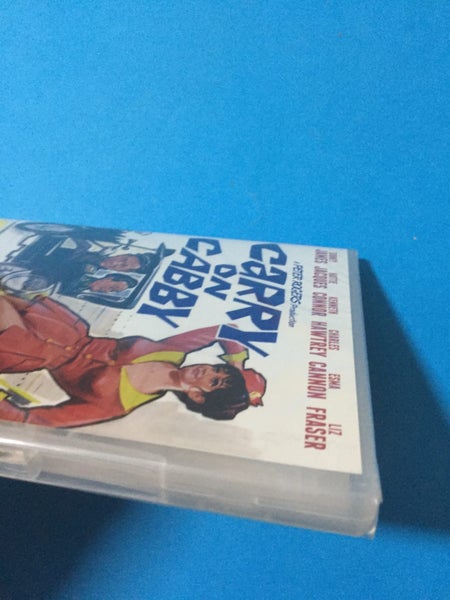 SIDNEY HATTIE KENNETH CHARLES ESMA LIZ
JAMES JACQUES CONNOR HAWTREY CANNON FRASER
A PETER ROGERS Production
CaRRY
ON
CABBY